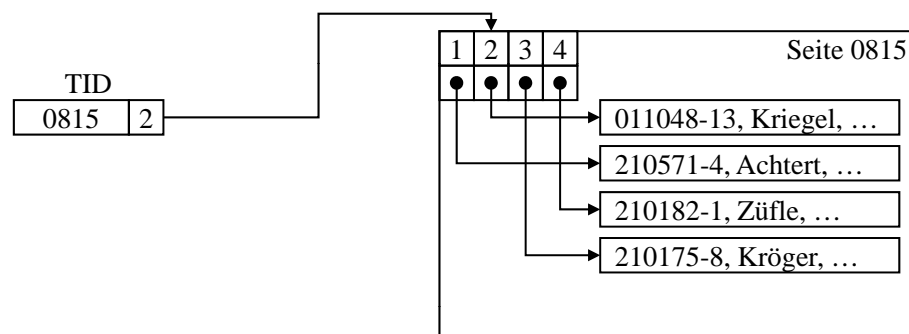 1 2 3 4 Seite 0815
TID
0815 2
011048-13, Kriegel, …
210571-4, Achtert, …
210182-1, Züfle, …
210175-8, Kröger, …